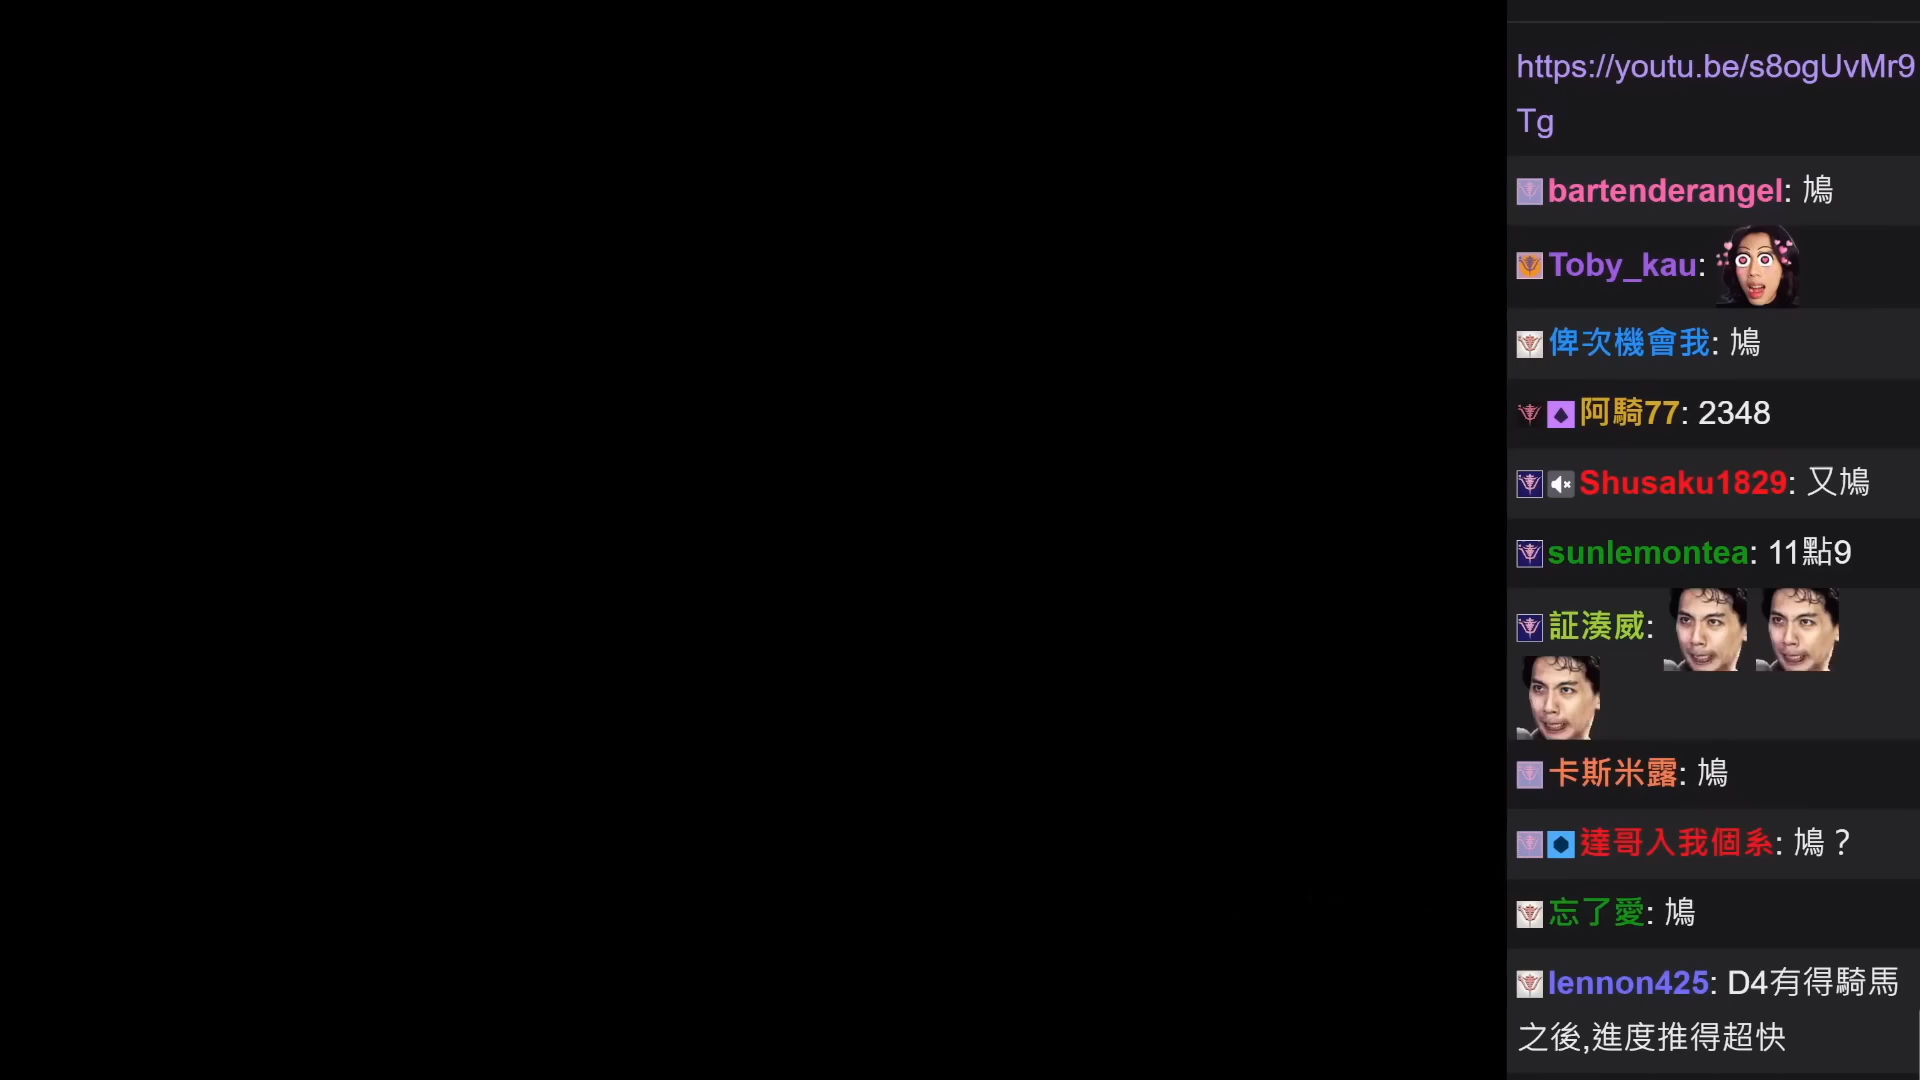 https://youtu.be/s8ogUvMr9
Tg
bartenderangel: 鳩
Toby_kau:
俾次機會我: 鳩
阿騎77: 2348
Shusaku1829: 又鳩
sunlemontea: 11點9
証湊威:
卡斯米露: 鳩
達哥入我個系: 鳩？
忘了愛: 鳩
lennon425: D4有得騎馬
之後,進度推得超快